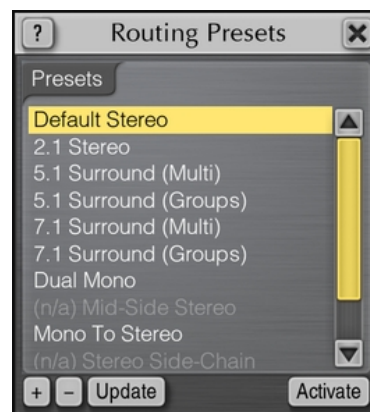 ? Routing Presets
Presets
Default Stereo
2.1 Stereo
5.1 Surround (Multi)
5.1 Surround (Groups)
7.1 Surround (Multi)
7.1 Surround (Groups)
Dual Mono
(n/a) Mid-Side Stereo
Mono To Stereo
(n/a) Stereo Side-Chain
+ - Update Activate